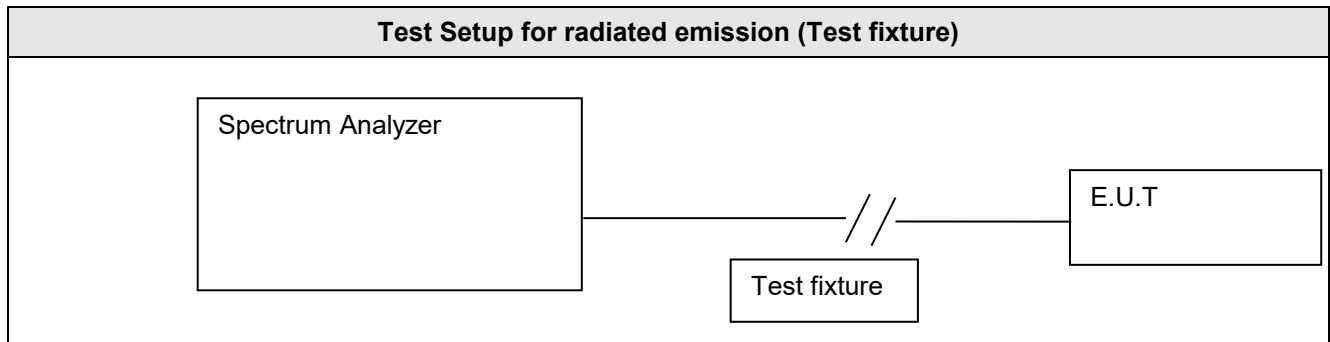 Test Setup for radiated emission (Test fixture)
Spectrum Analyzer
E.U.T
Test fixture